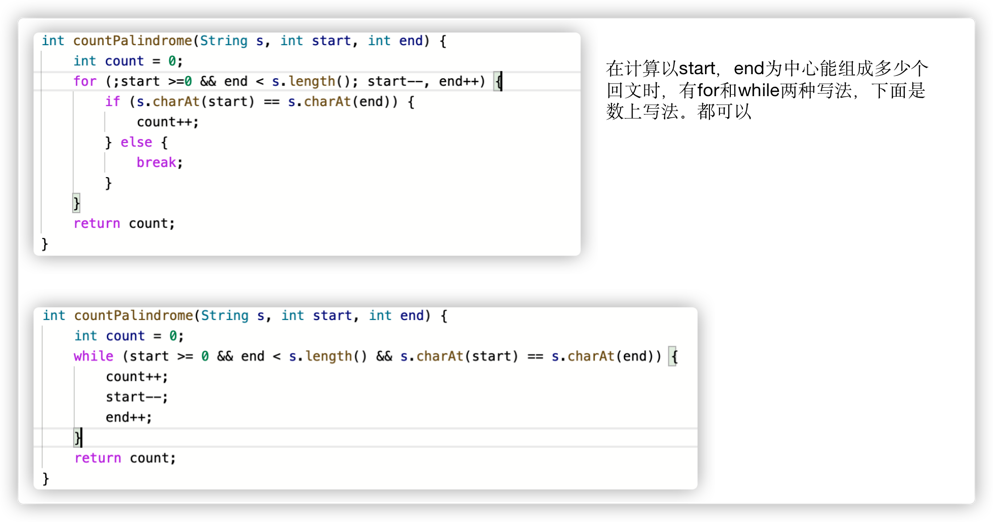 int countPalindrome(String s, int start, int end) {
    int count = 0;
    for (;start >=0 && end < s.length(); start--, end++) {
        if (s.charAt(start) == s.charAt(end)) {
            count++;
        } else {
            break;
        }
    }
    return count;
}
在计算以start，end为中心能组成多少个
回文时，有for和while两种写法，下面是
数上写法。都可以
int countPalindrome(String s, int start, int end) {
    int count = 0;
    while (start >= 0 && end < s.length() && s.charAt(start) == s.charAt(end)) {
        count++;
        start--;
        end++;
    }
    return count;
}